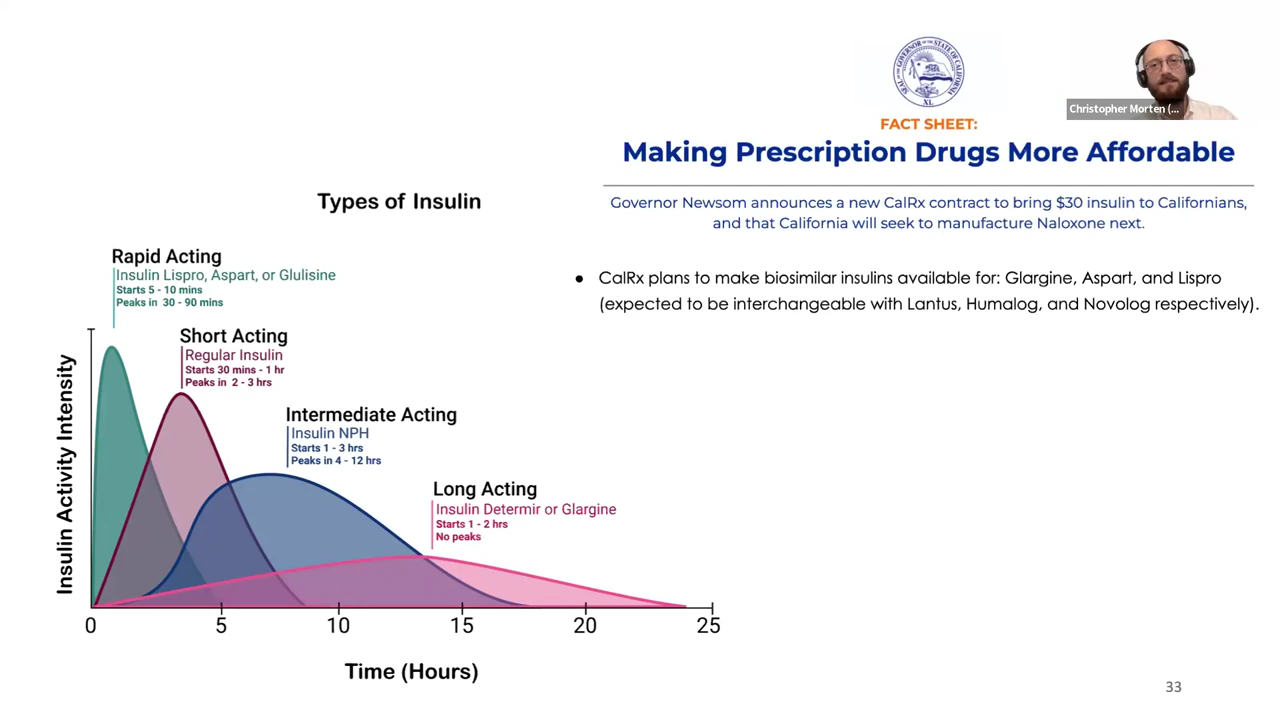 Christopher Morten (...
XL
FACT SHEET:
Making Prescription Drugs More Affordable
Governor Newsom announces a new CalRx contract to bring $30 insulin to Californians,
and that California will seek to manufacture Naloxone next.
● CalRx plans to make biosimilar insulins available for: Glargine, Aspart, and Lispro
(expected to be interchangeable with Lantus, Humalog, and Novolog respectively).
Types of Insulin
Rapid Acting
Insulin Lispro, Aspart, or Glulisine
Starts 5 - 10 mins
Peaks in 30 - 90 mins
Short Acting
Regular Insulin
Starts 30 mins - 1 hr
Peaks in 2 - 3 hrs
Intermediate Acting
Insulin NPH
Starts 1 - 3 hrs
Peaks in 4 - 12 hrs
Long Acting
Insulin Determir or Glargine
Starts 1 - 2 hrs
No peaks
Insulin Activity Intensity
0 5 10 15 20 25
Time (Hours)
33